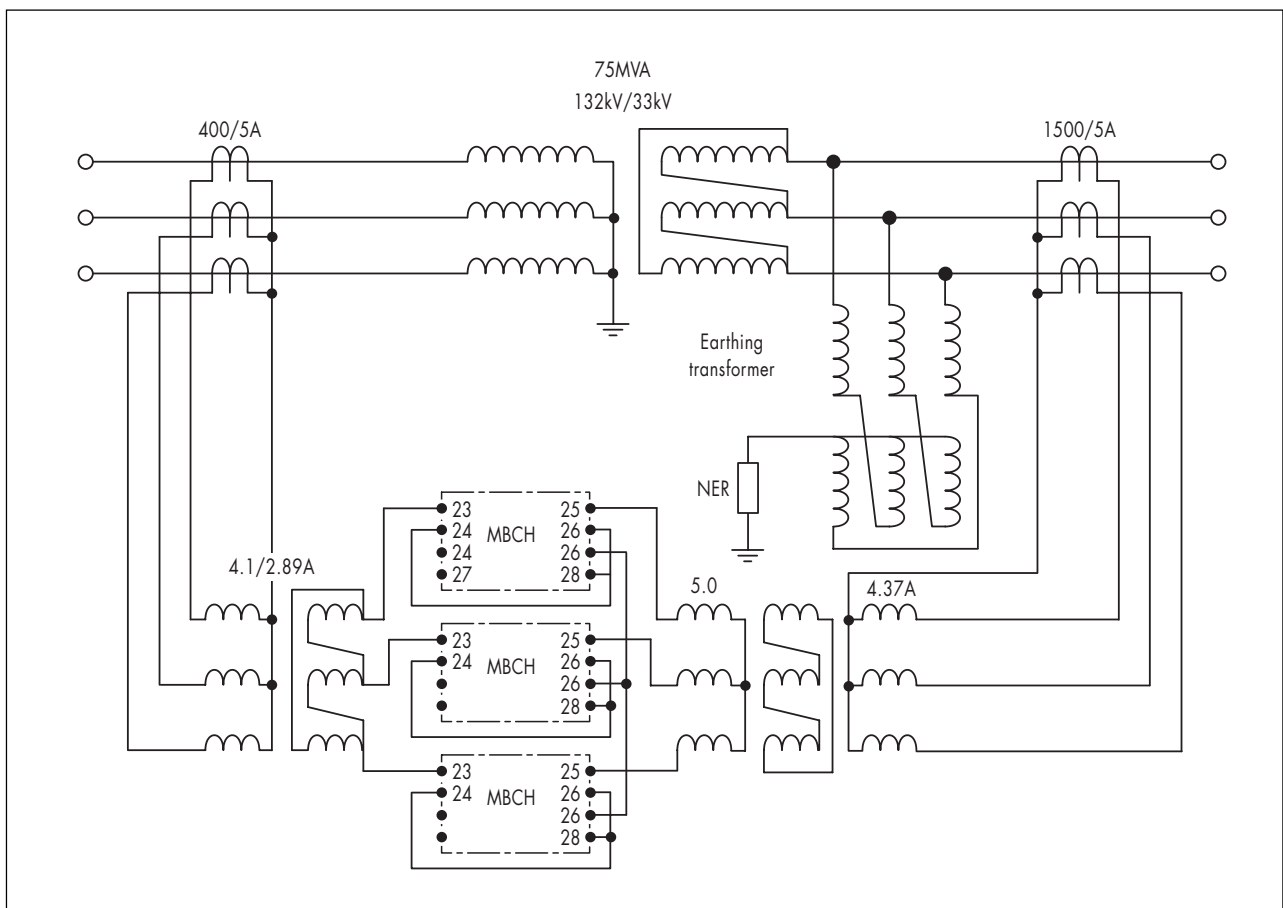 75MVA
132kV/33kV
400/5A
1500/5A
Earthing
transformer
NER
4.1/2.89A
5.0
4.37A
23 25
24 MBCH 26
24 26
27 28
23 25
24 MBCH 26
26
28
23 25
24 MBCH 26
26
28